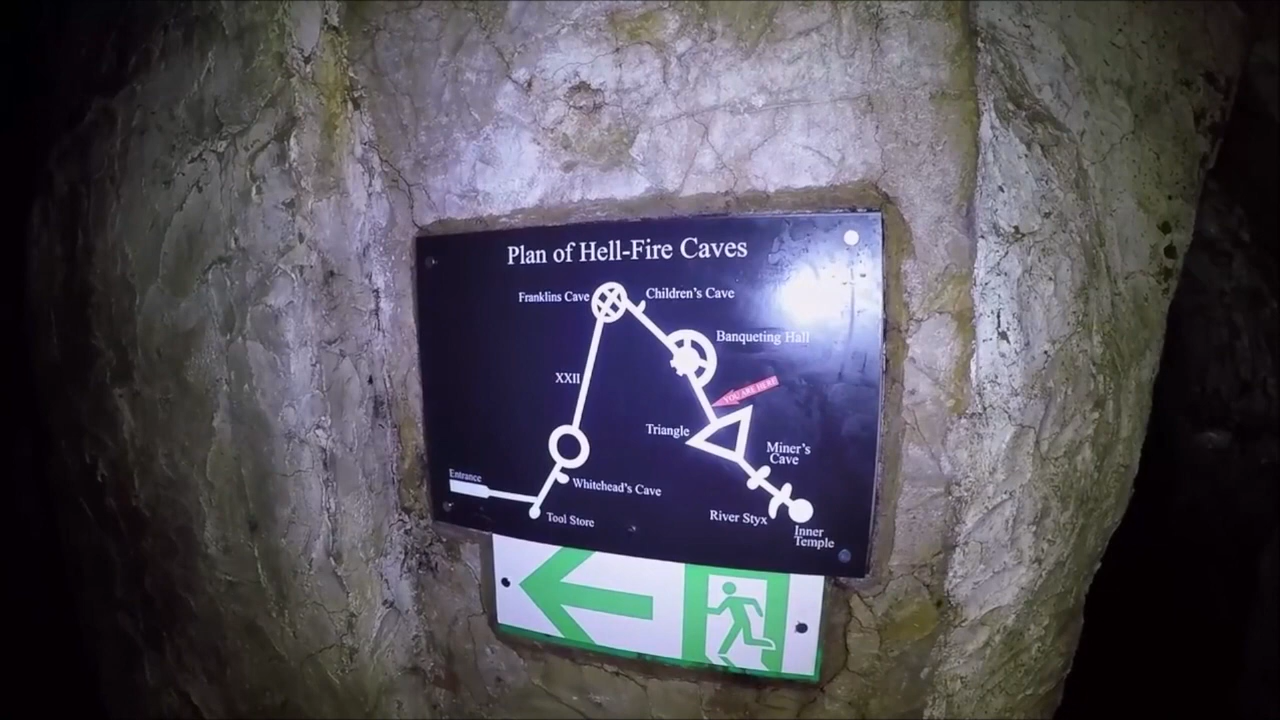 Plan of Hell-Fire Caves
Franklins Cave
Children's Cave
Banqueting Hall
XXII
YOU ARE HERE
Triangle
Miner's
Cave
Entrance
Whitehead's Cave
River Styx
Tool Store
Inner
Temple